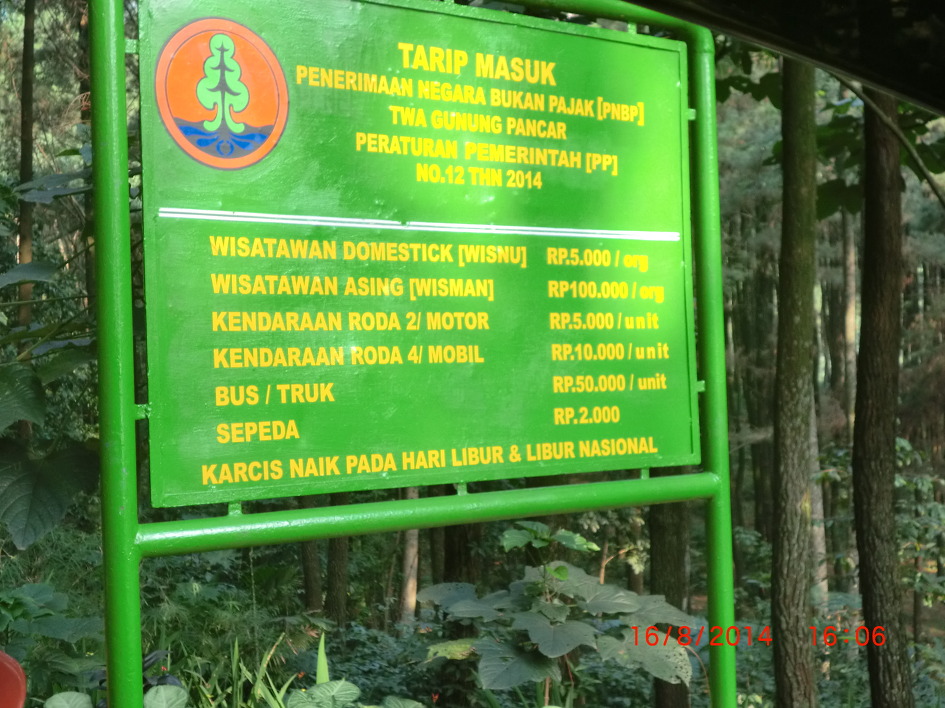 TARIP MASUK
PENERIMAAN NEGARA BUKAN PAJAK [PNBP]
TWA GUNUNG PANCAR
PERATURAN PEMERINTAH [PP]
NO.12 THN 2014
WISATAWAN DOMESTICK [WISNU] RP.5.000 / org
WISATAWAN ASING [WISMAN] RP100.000 / org
KENDARAAN RODA 2/ MOTOR RP.5.000 / unit
KENDARAAN RODA 4/ MOBIL RP.10.000 / unit
BUS / TRUK RP.50.000 / unit
SEPEDA RP.2.000
KARCIS NAIK PADA HARI LIBUR & LIBUR NASIONAL
16/8/2014 16:06